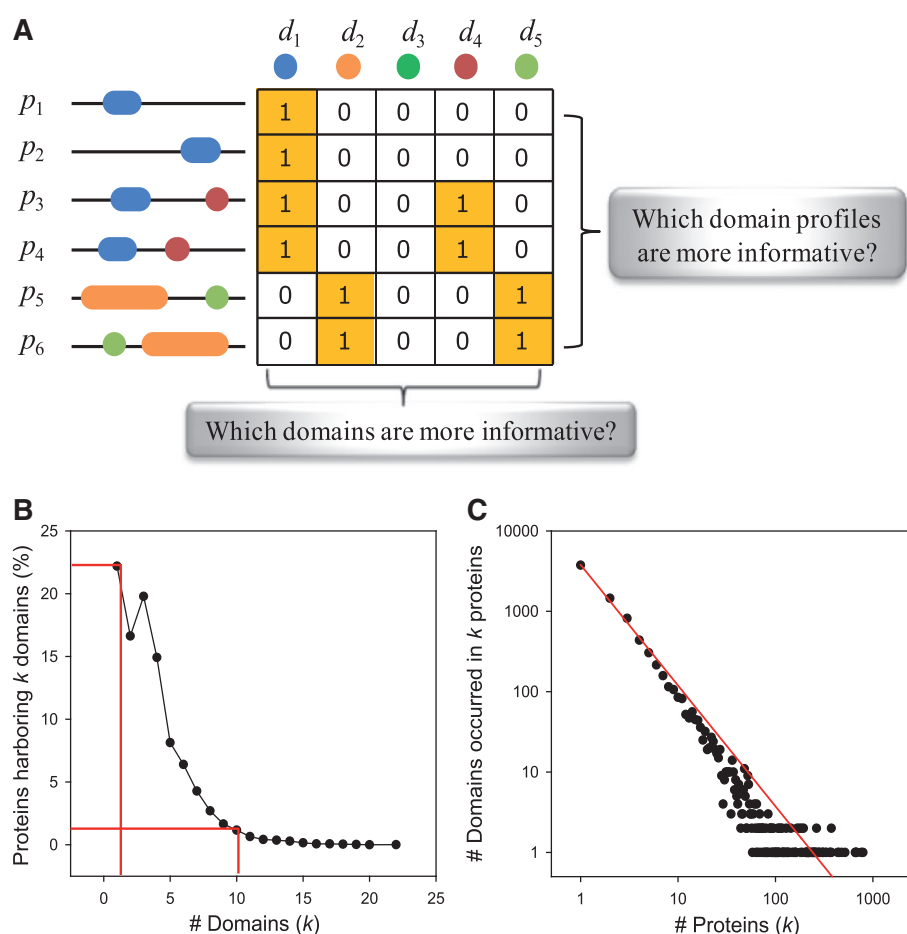 A
d1 d2 d3 d4 d5
p1 1 0 0 0 0
p2 1 0 0 0 0
p3 1 0 0 1 0
p4 1 0 0 1 0
p5 0 1 0 0 1
p6 0 1 0 0 1
Which domain profiles
are more informative?
Which domains are more informative?
B
Proteins harboring k domains (%)
25
20
15
10
5
0
0 5 10 15 20 25
# Domains (k)
C
# Domains occurred in k proteins
10000
1000
100
10
1
1 10 100 1000
# Proteins (k)